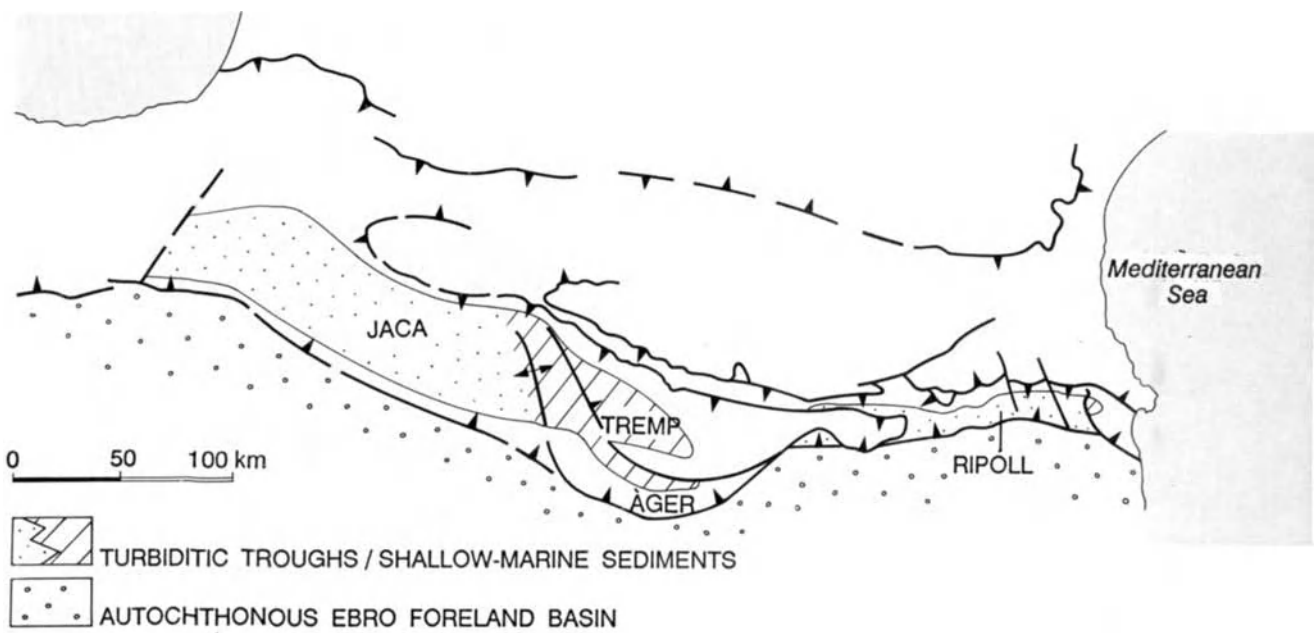 Mediterranean
Sea
JACA
TREMP
RIPOLL
ÀGER
0 50 100 km
TURBIDITIC TROUGHS / SHALLOW-MARINE SEDIMENTS
AUTOCHTHONOUS EBRO FORELAND BASIN